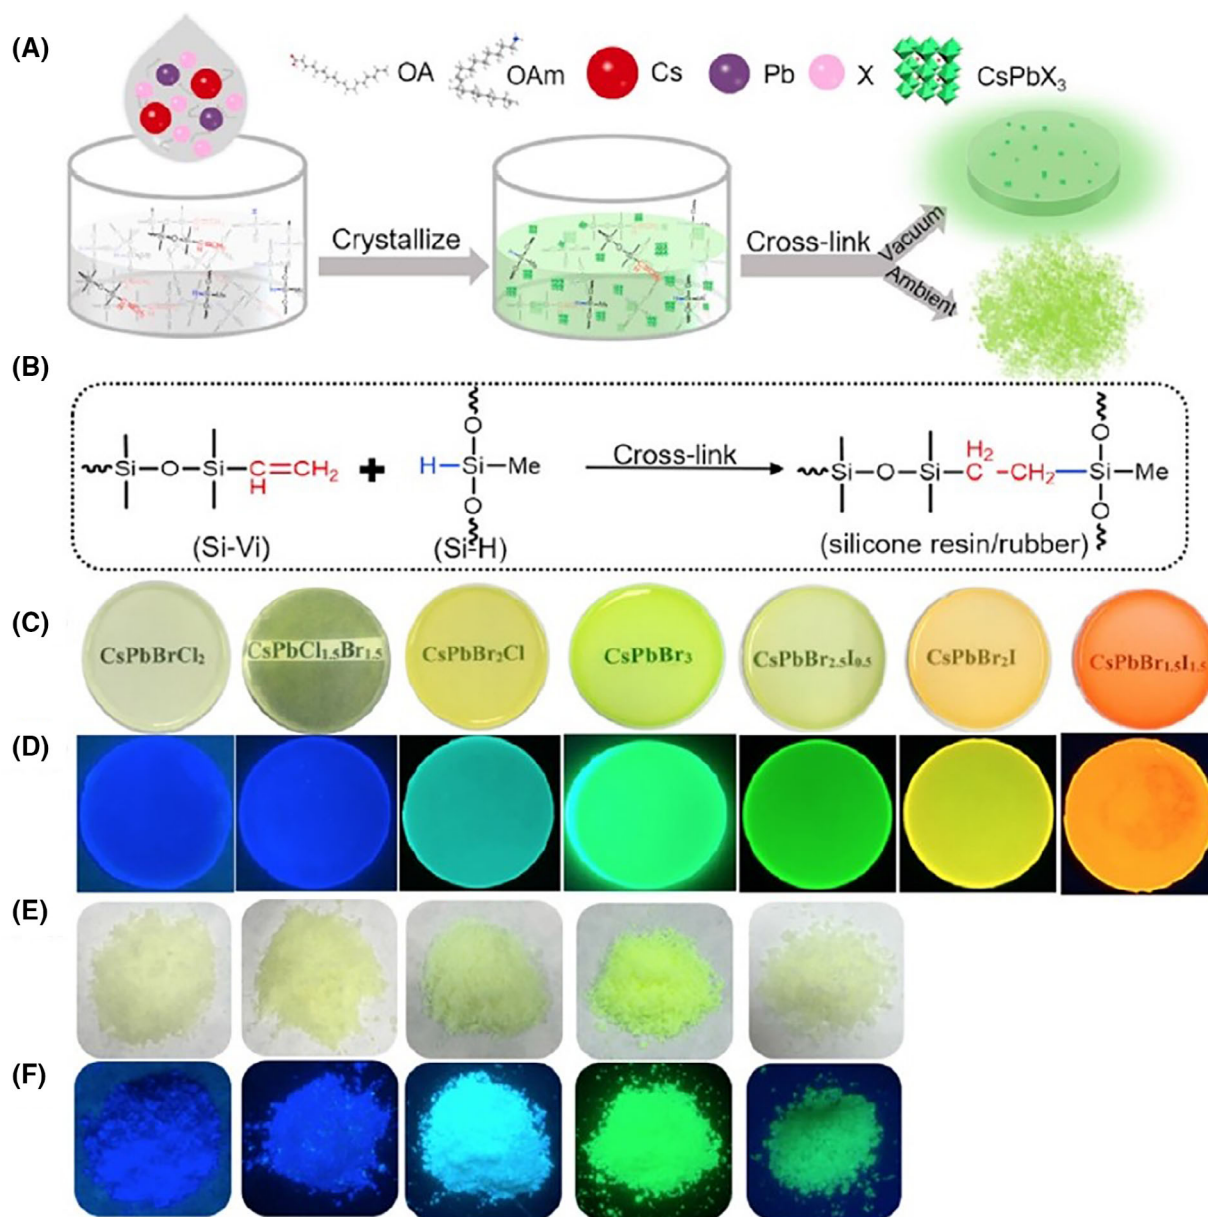 (A)
OA
OAm
Cs
Pb
X
CsPbX₃
Crystallize
Cross-link
Vacuum
Ambient
(B)
Si-O-Si-C=CH₂
H
+
O
H-Si-Me
O
Cross-link
Si-O-Si-C-CH₂-Si-Me
H₂
O
O
(Si-Vi)
(Si-H)
(silicone resin/rubber)
(C)
CsPbBrCl₂
CsPbCl₁.₅Br₁.₅
CsPbBr₂Cl
CsPbBr₃
CsPbBr₂.₅I₀.₅
CsPbBr₂I
CsPbBr₁.₅I₁.₅
(D)
(E)
(F)